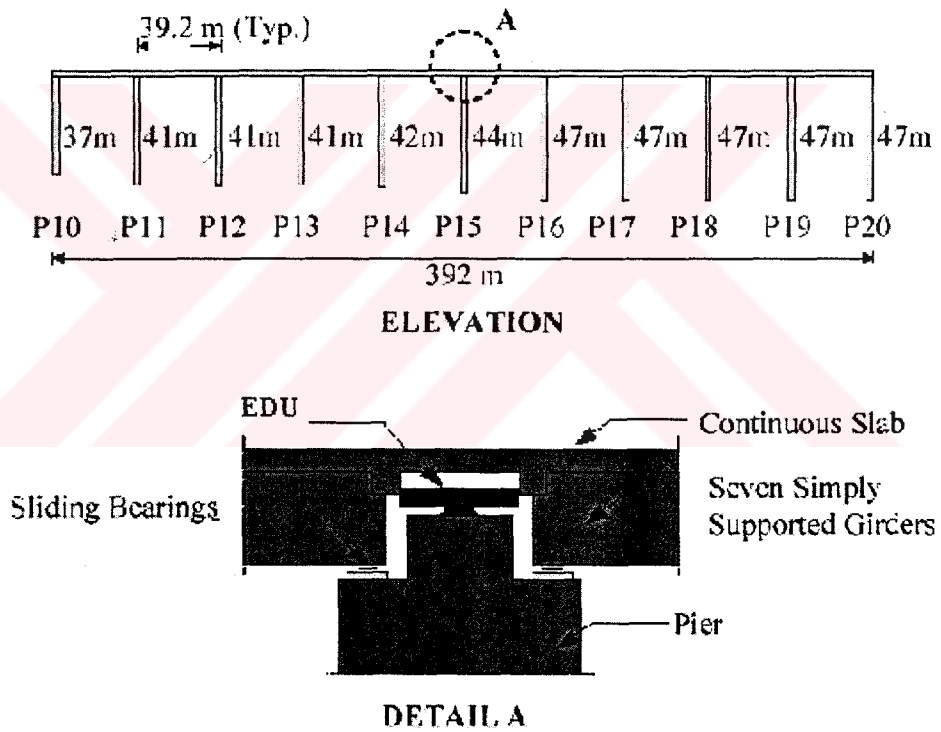 39.2 m (Typ.)
A
37m 41m 41m 41m 42m 44m 47m 47m 47m 47m 47m
P10 P11 P12 P13 P14 P15 P16 P17 P18 P19 P20
392 m
ELEVATION
EDU
Continuous Slab
Sliding Bearings
Seven Simply
Supported Girders
Pier
DETAIL A